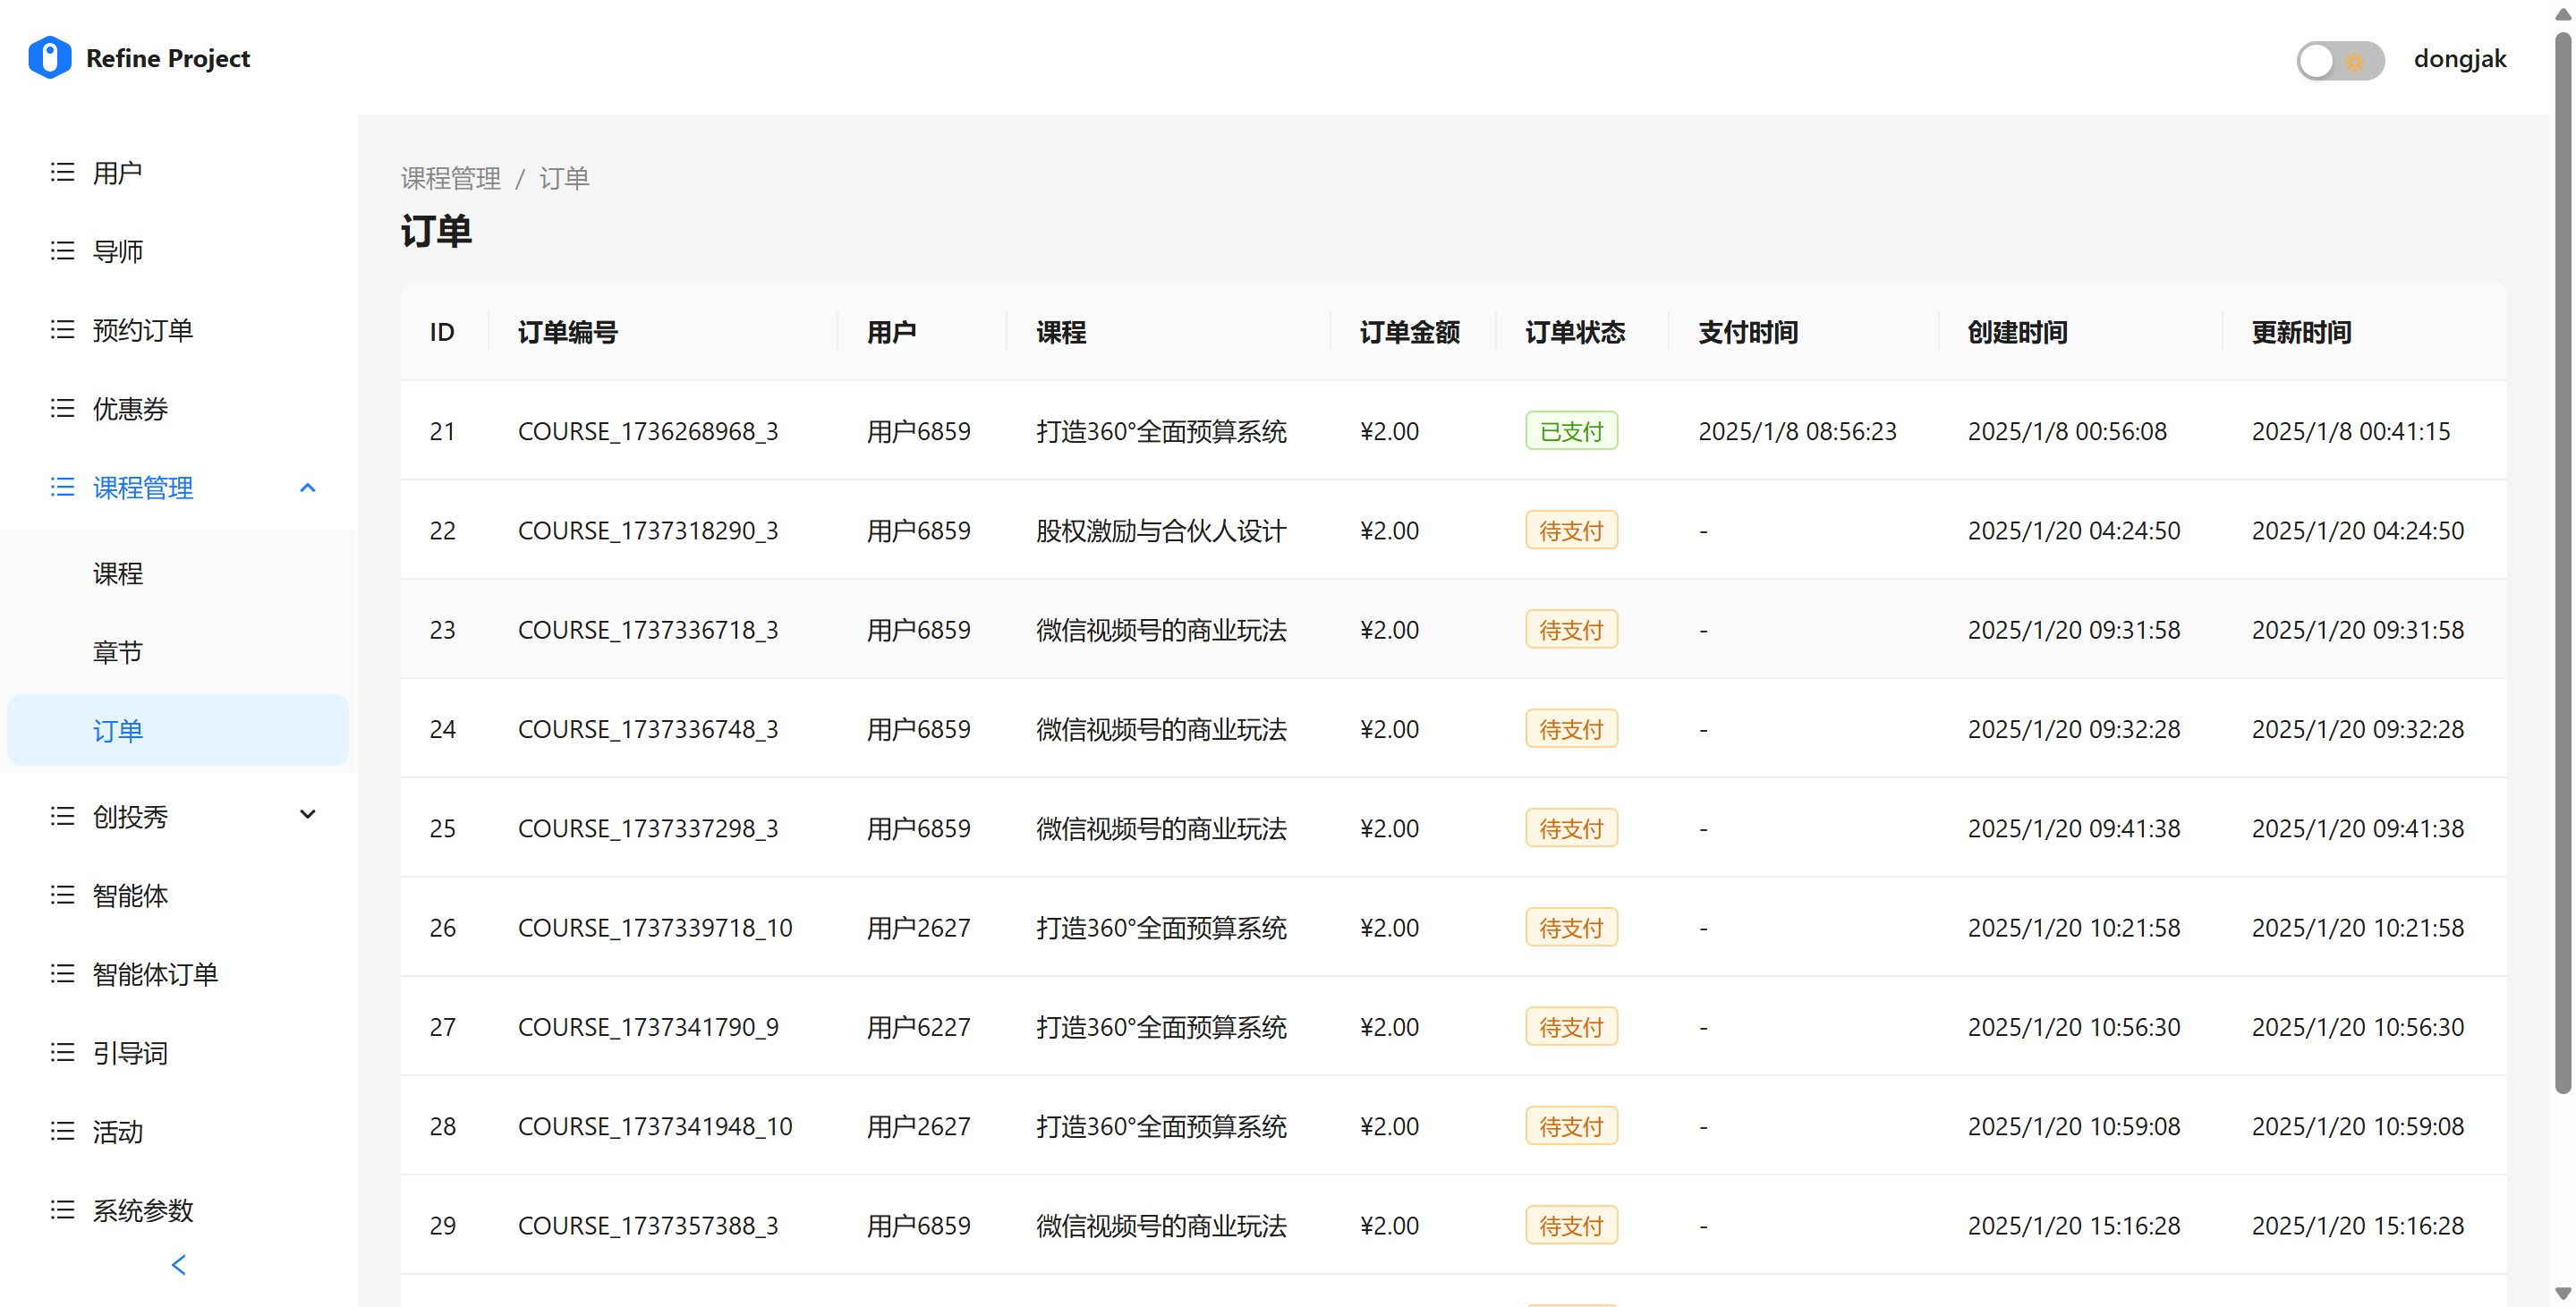 Refine Project
dongjak
用户
导师
预约订单
优惠券
课程管理
课程
章节
订单
创投秀
智能体
智能体订单
引导词
活动
系统参数
课程管理 / 订单
订单
ID 订单编号 用户 课程 订单金额 订单状态 支付时间 创建时间 更新时间
21 COURSE_1736268968_3 用户6859 打造360°全面预算系统 ¥2.00 已支付 2025/1/8 08:56:23 2025/1/8 00:56:08 2025/1/8 00:41:15
22 COURSE_1737318290_3 用户6859 股权激励与合伙人设计 ¥2.00 待支付 - 2025/1/20 04:24:50 2025/1/20 04:24:50
23 COURSE_1737336718_3 用户6859 微信视频号的商业玩法 ¥2.00 待支付 - 2025/1/20 09:31:58 2025/1/20 09:31:58
24 COURSE_1737336748_3 用户6859 微信视频号的商业玩法 ¥2.00 待支付 - 2025/1/20 09:32:28 2025/1/20 09:32:28
25 COURSE_1737337298_3 用户6859 微信视频号的商业玩法 ¥2.00 待支付 - 2025/1/20 09:41:38 2025/1/20 09:41:38
26 COURSE_1737339718_10 用户2627 打造360°全面预算系统 ¥2.00 待支付 - 2025/1/20 10:21:58 2025/1/20 10:21:58
27 COURSE_1737341790_9 用户6227 打造360°全面预算系统 ¥2.00 待支付 - 2025/1/20 10:56:30 2025/1/20 10:56:30
28 COURSE_1737341948_10 用户2627 打造360°全面预算系统 ¥2.00 待支付 - 2025/1/20 10:59:08 2025/1/20 10:59:08
29 COURSE_1737357388_3 用户6859 微信视频号的商业玩法 ¥2.00 待支付 - 2025/1/20 15:16:28 2025/1/20 15:16:28